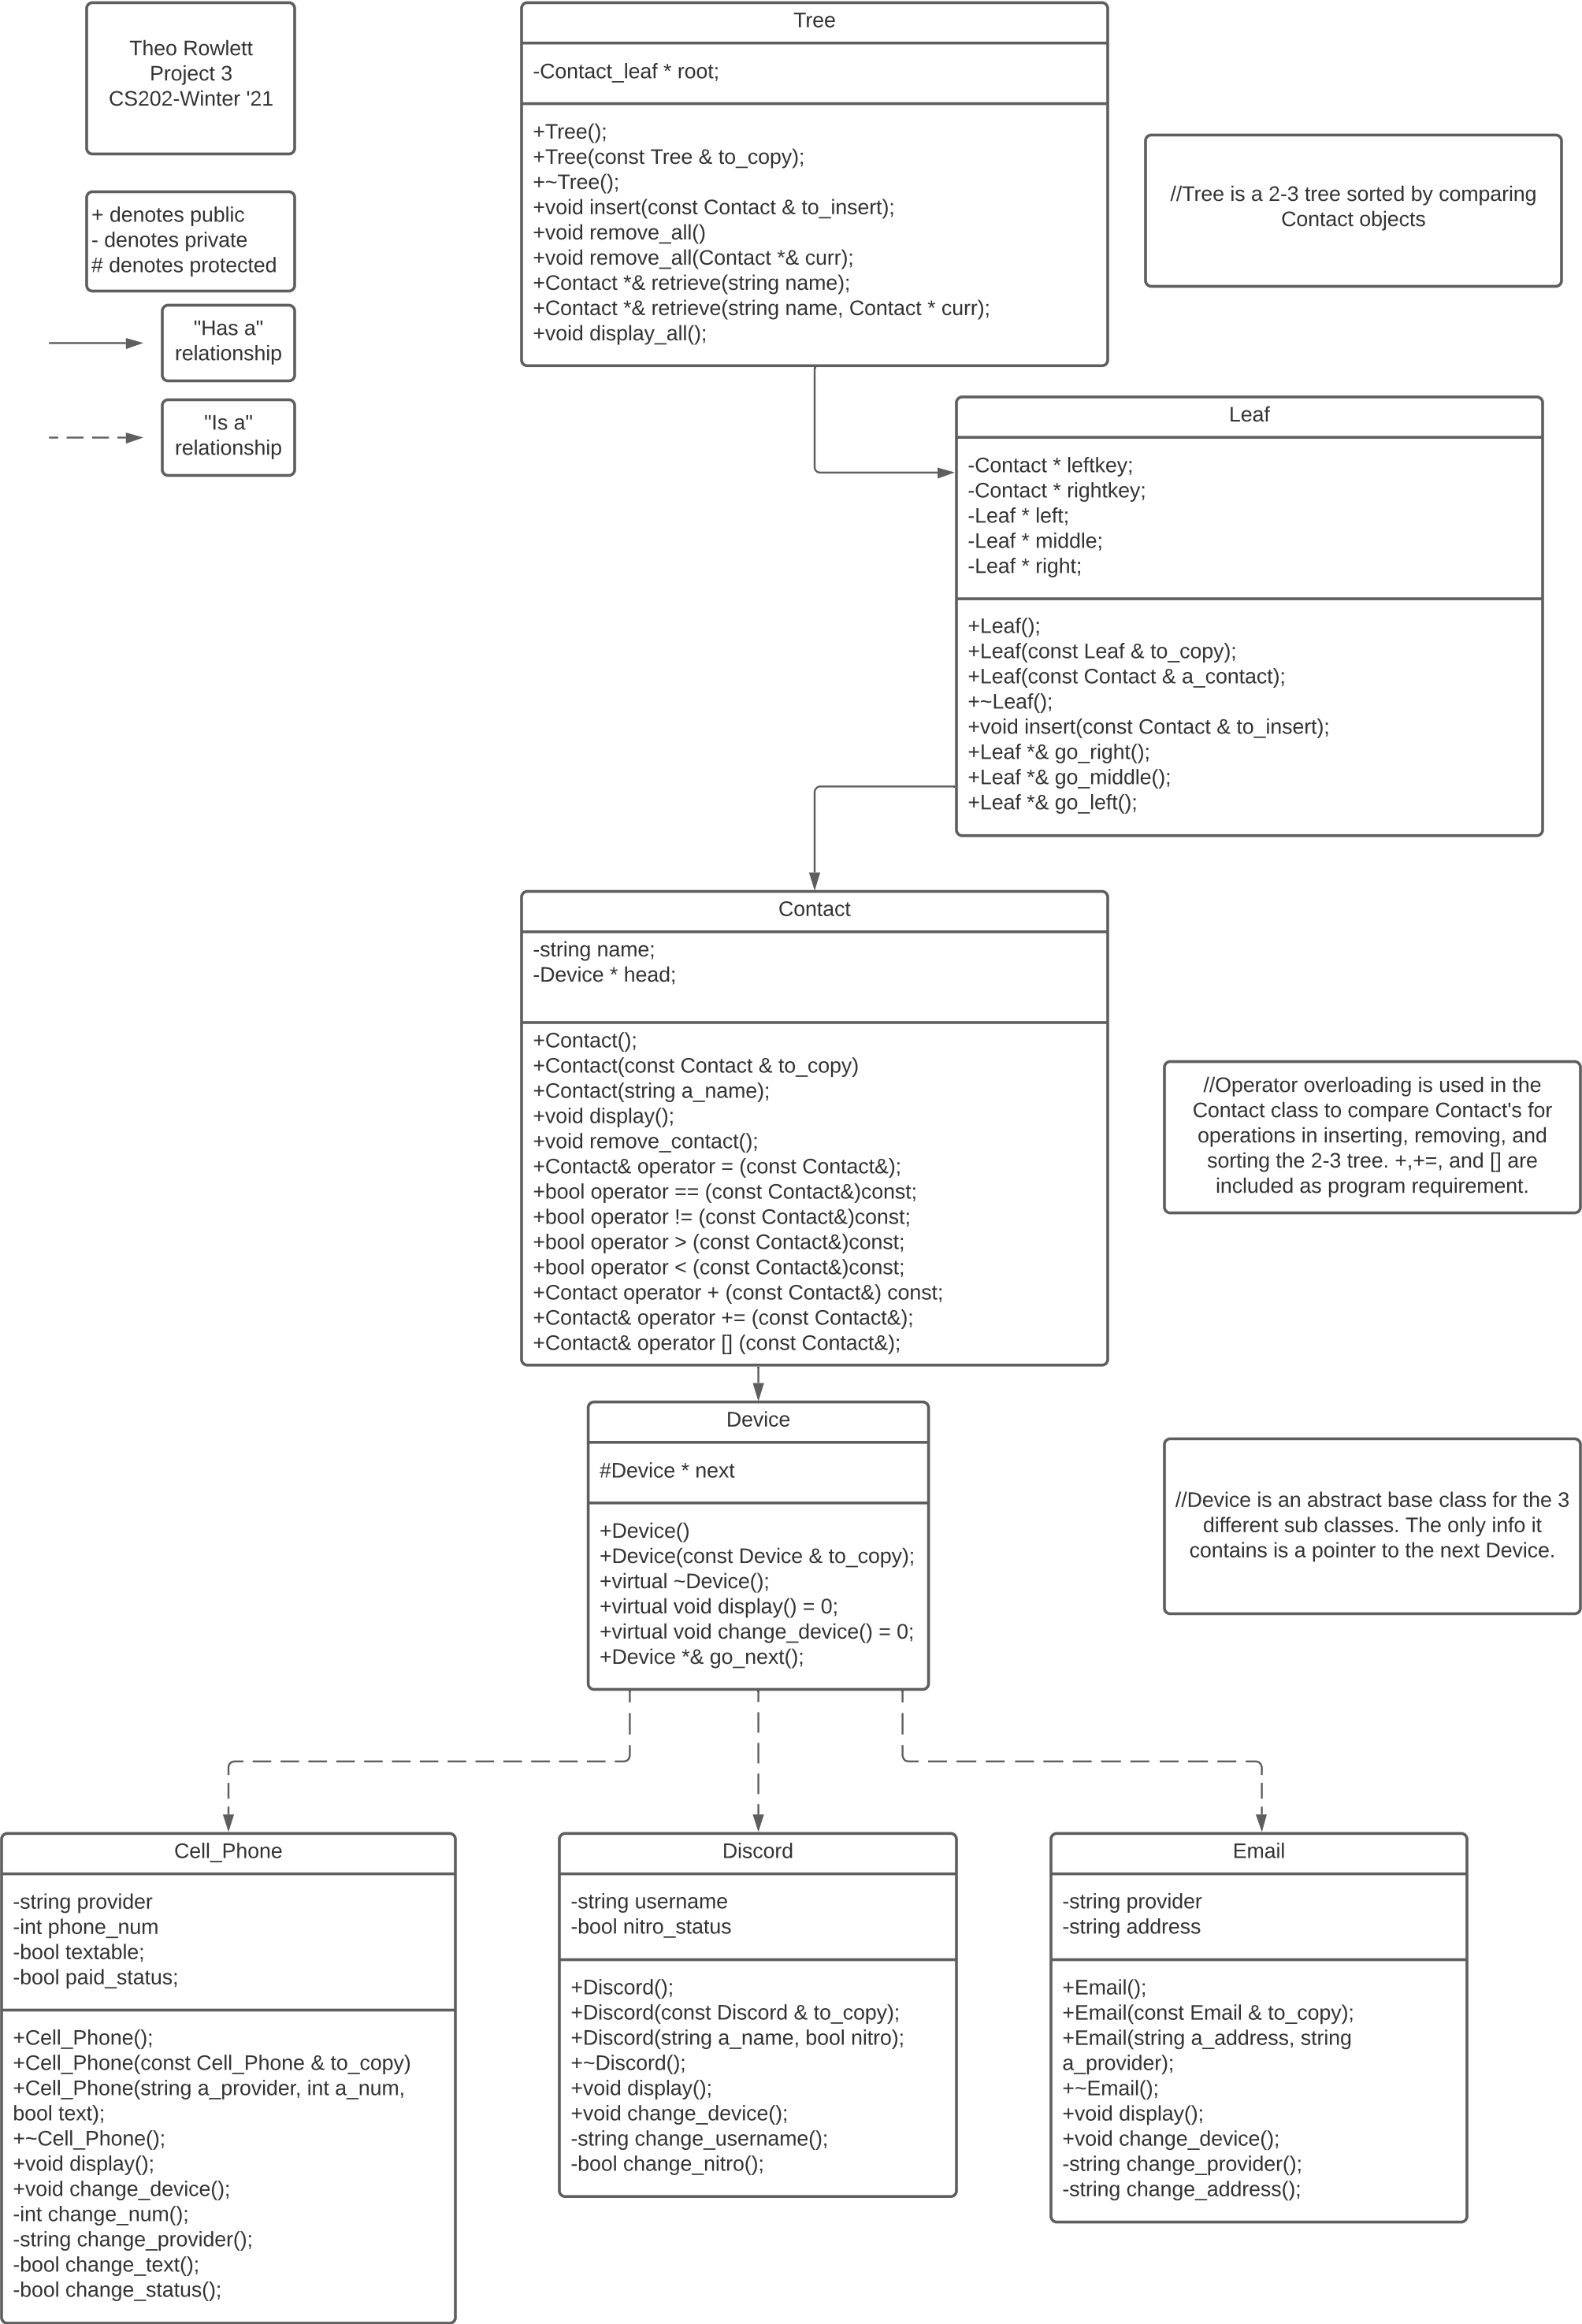 Theo Rowlett
Project 3
CS202-Winter '21
+ denotes public
- denotes private
# denotes protected
"Has a"
relationship
"Is a"
relationship
Tree
-Contact_leaf * root;
+Tree();
+Tree(const Tree & to_copy);
+~Tree();
+void insert(const Contact & to_insert);
+void remove_all()
+void remove_all(Contact *& curr);
+Contact *& retrieve(string name);
+Contact *& retrieve(string name, Contact * curr);
+void display_all();
//Tree is a 2-3 tree sorted by comparing
Contact objects
Leaf
-Contact * leftkey;
-Contact * rightkey;
-Leaf * left;
-Leaf * middle;
-Leaf * right;
+Leaf();
+Leaf(const Leaf & to_copy);
+Leaf(const Contact & a_contact);
+~Leaf();
+void insert(const Contact & to_insert);
+Leaf *& go_right();
+Leaf *& go_middle();
+Leaf *& go_left();
Contact
-string name;
-Device * head;
+Contact();
+Contact(const Contact & to_copy)
+Contact(string a_name);
+void display();
+void remove_contact();
+Contact& operator = (const Contact&);
+bool operator == (const Contact&)const;
+bool operator != (const Contact&)const;
+bool operator > (const Contact&)const;
+bool operator < (const Contact&)const;
+Contact operator + (const Contact&) const;
+Contact& operator += (const Contact&);
+Contact& operator [] (const Contact&);
//Operator overloading is used in the
Contact class to compare Contact's for
operations in inserting, removing, and
sorting the 2-3 tree. +,+=, and [] are
included as program requirement.
Device
#Device * next
+Device()
+Device(const Device & to_copy);
+virtual ~Device();
+virtual void display() = 0;
+virtual void change_device() = 0;
+Device *& go_next();
//Device is an abstract base class for the 3
different sub classes. The only info it
contains is a pointer to the next Device.
Cell_Phone
-string provider
-int phone_num
-bool textable;
-bool paid_status;
+Cell_Phone();
+Cell_Phone(const Cell_Phone & to_copy)
+Cell_Phone(string a_provider, int a_num,
bool text);
+~Cell_Phone();
+void display();
+void change_device();
-int change_num();
-string change_provider();
-bool change_text();
-bool change_status();
Discord
-string username
-bool nitro_status
+Discord();
+Discord(const Discord & to_copy);
+Discord(string a_name, bool nitro);
+~Discord();
+void display();
+void change_device();
-string change_username();
-bool change_nitro();
Email
-string provider
-string address
+Email();
+Email(const Email & to_copy);
+Email(string a_address, string
a_provider);
+~Email();
+void display();
+void change_device();
-string change_provider();
-string change_address();